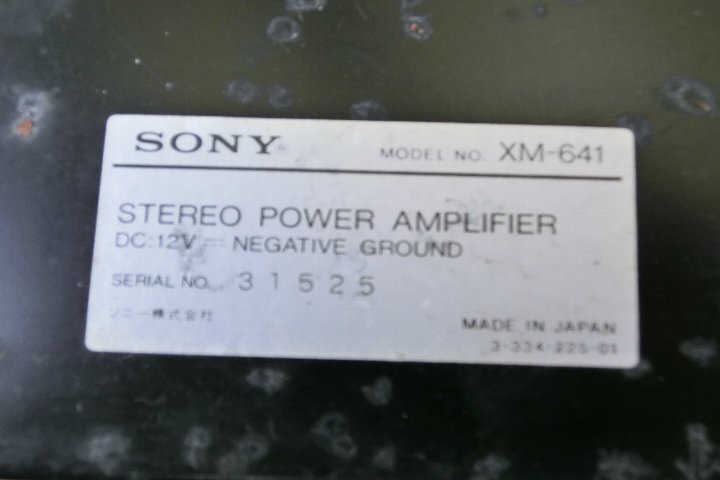 SONY® MODEL NO. XM-641
STEREO POWER AMPLIFIER
DC:12V ⎓ NEGATIVE GROUND
SERIAL NO. 31525
ソニー株式会社
MADE IN JAPAN
3-334-225-01